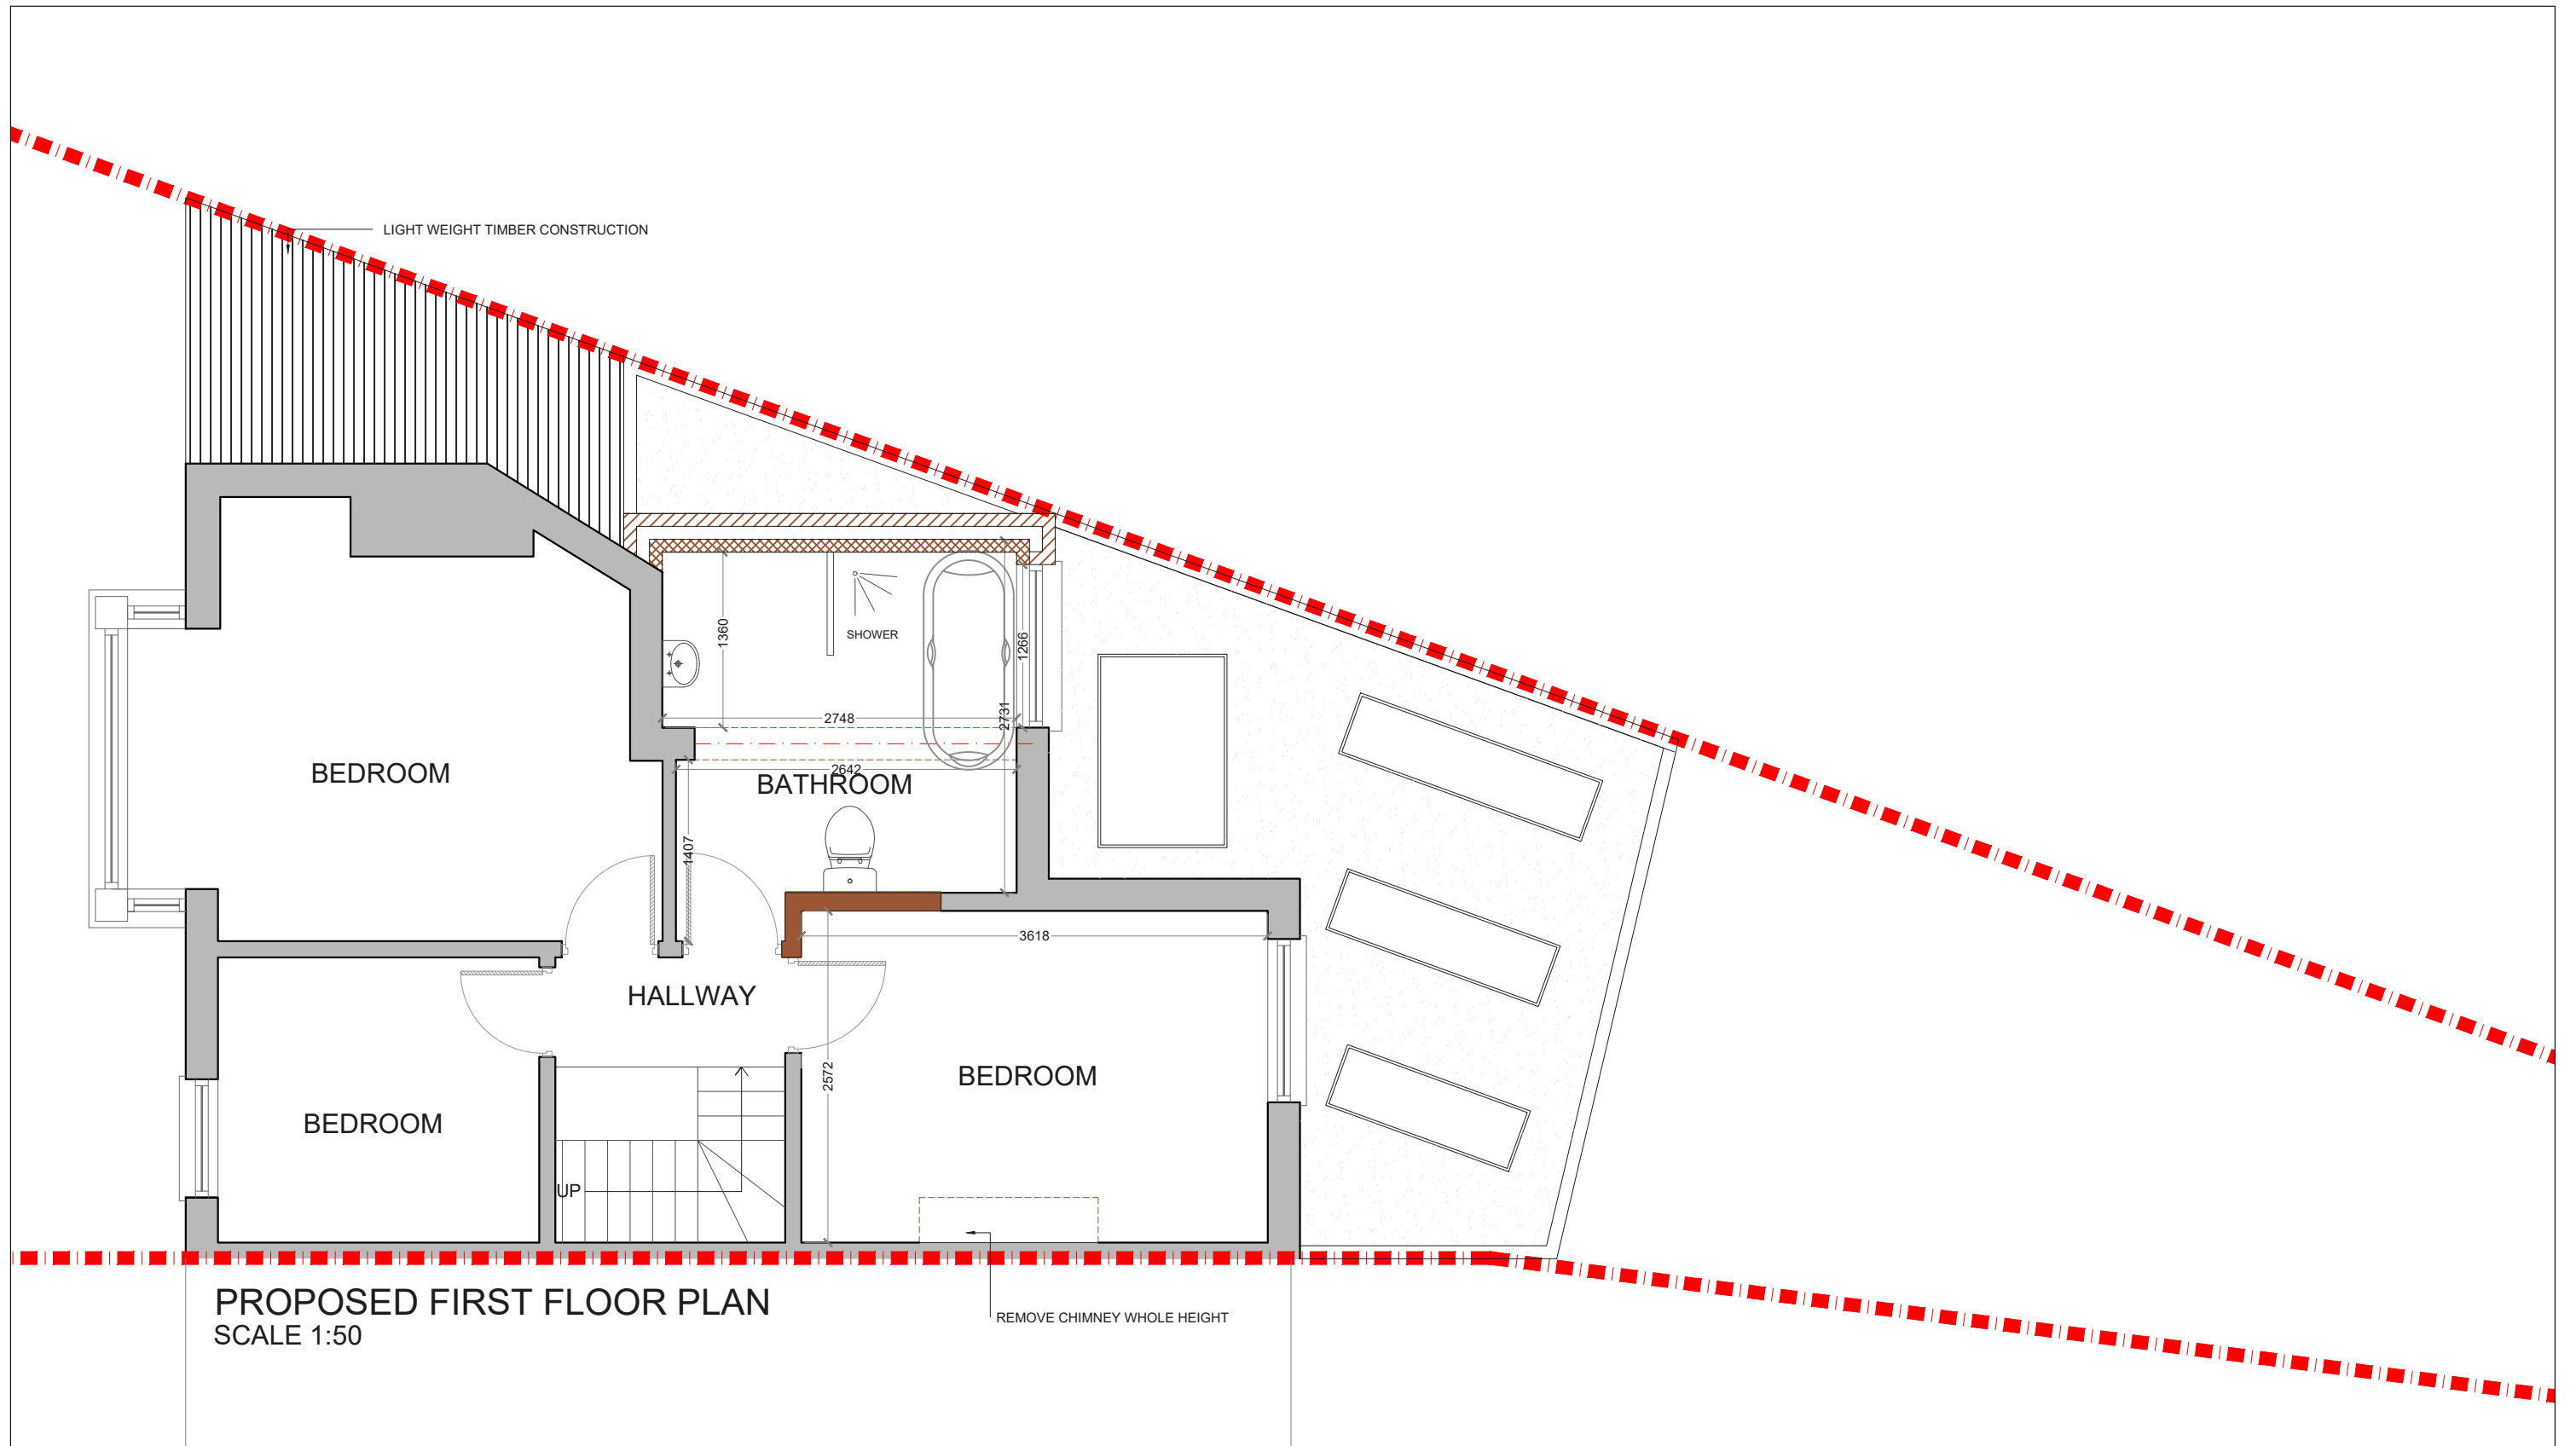 LIGHT WEIGHT TIMBER CONSTRUCTION
1360
SHOWER
1266
2748
2731
2642
BEDROOM
BATHROOM
1407
3618
HALLWAY
2572
BEDROOM
BEDROOM
UP
PROPOSED FIRST FLOOR PLAN
SCALE 1:50
REMOVE CHIMNEY WHOLE HEIGHT